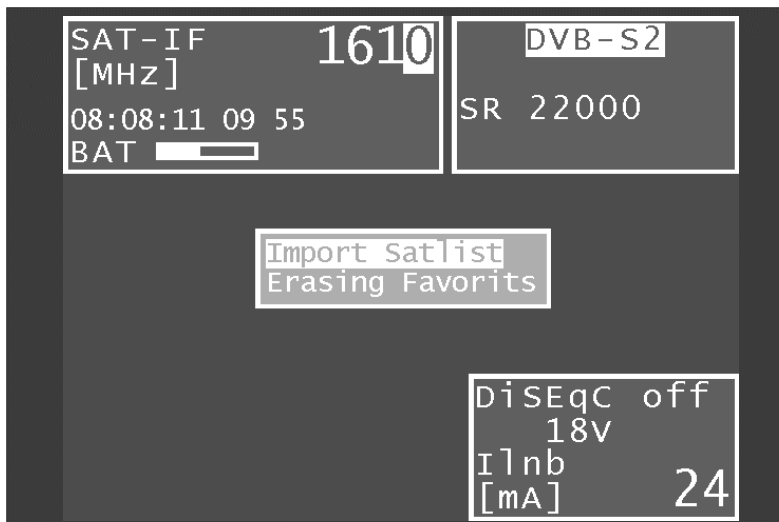 SAT-IF 1610
[MHz]
08:08:11 09 55
BAT
DVB-S2
SR 22000
Import Satlist
Erasing Favorits
DiSEqC off
18V
Ilnb
[mA] 24